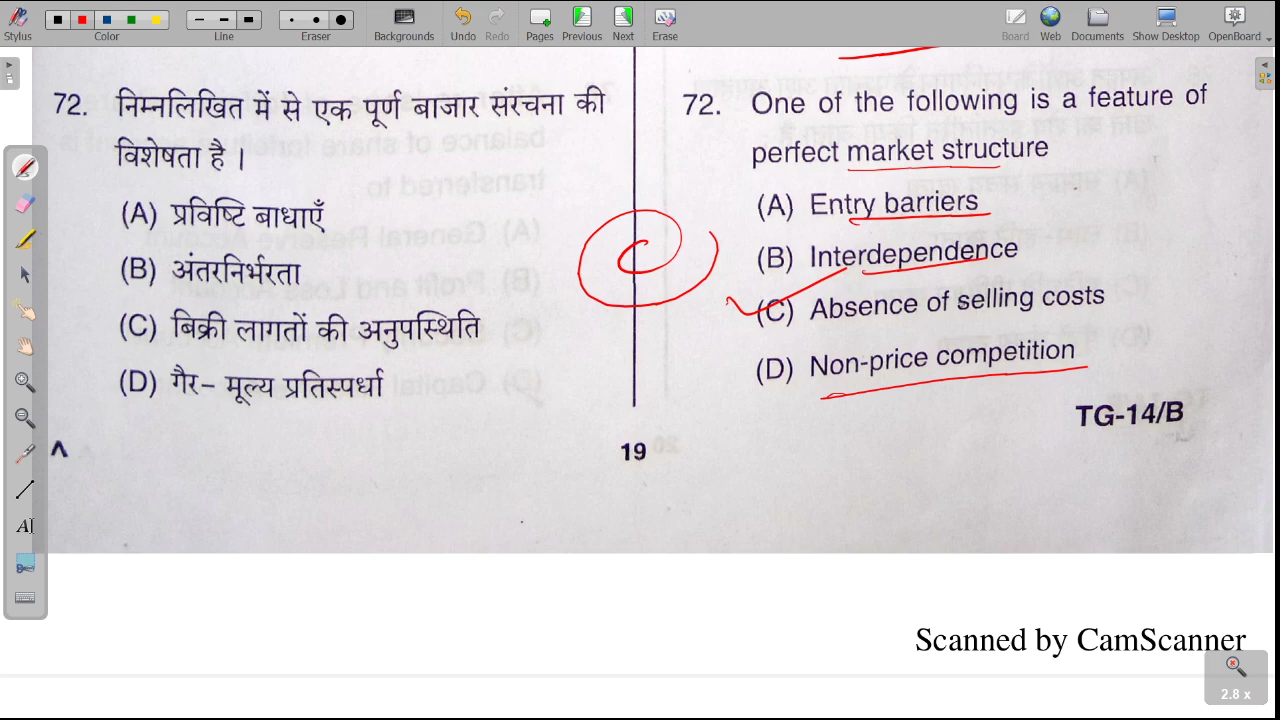 Stylus
Color
Line
Eraser
Backgrounds
Undo
Redo
Pages
Previous
Next
Erase
Board
Web
Documents
Show Desktop
OpenBoard
72. निम्नलिखित में से एक पूर्ण बाजार संरचना की
विशेषता है।
(A) प्रविष्टि बाधाएँ
(B) अंतरनिर्भरता
(C) बिक्री लागतों की अनुपस्थिति
(D) गैर– मूल्य प्रतिस्पर्धा
72. One of the following is a feature of
perfect market structure
(A) Entry barriers
(B) Interdependence
(C) Absence of selling costs
(D) Non-price competition
C
TG-14/B
19
Scanned by CamScanner
2.8 x